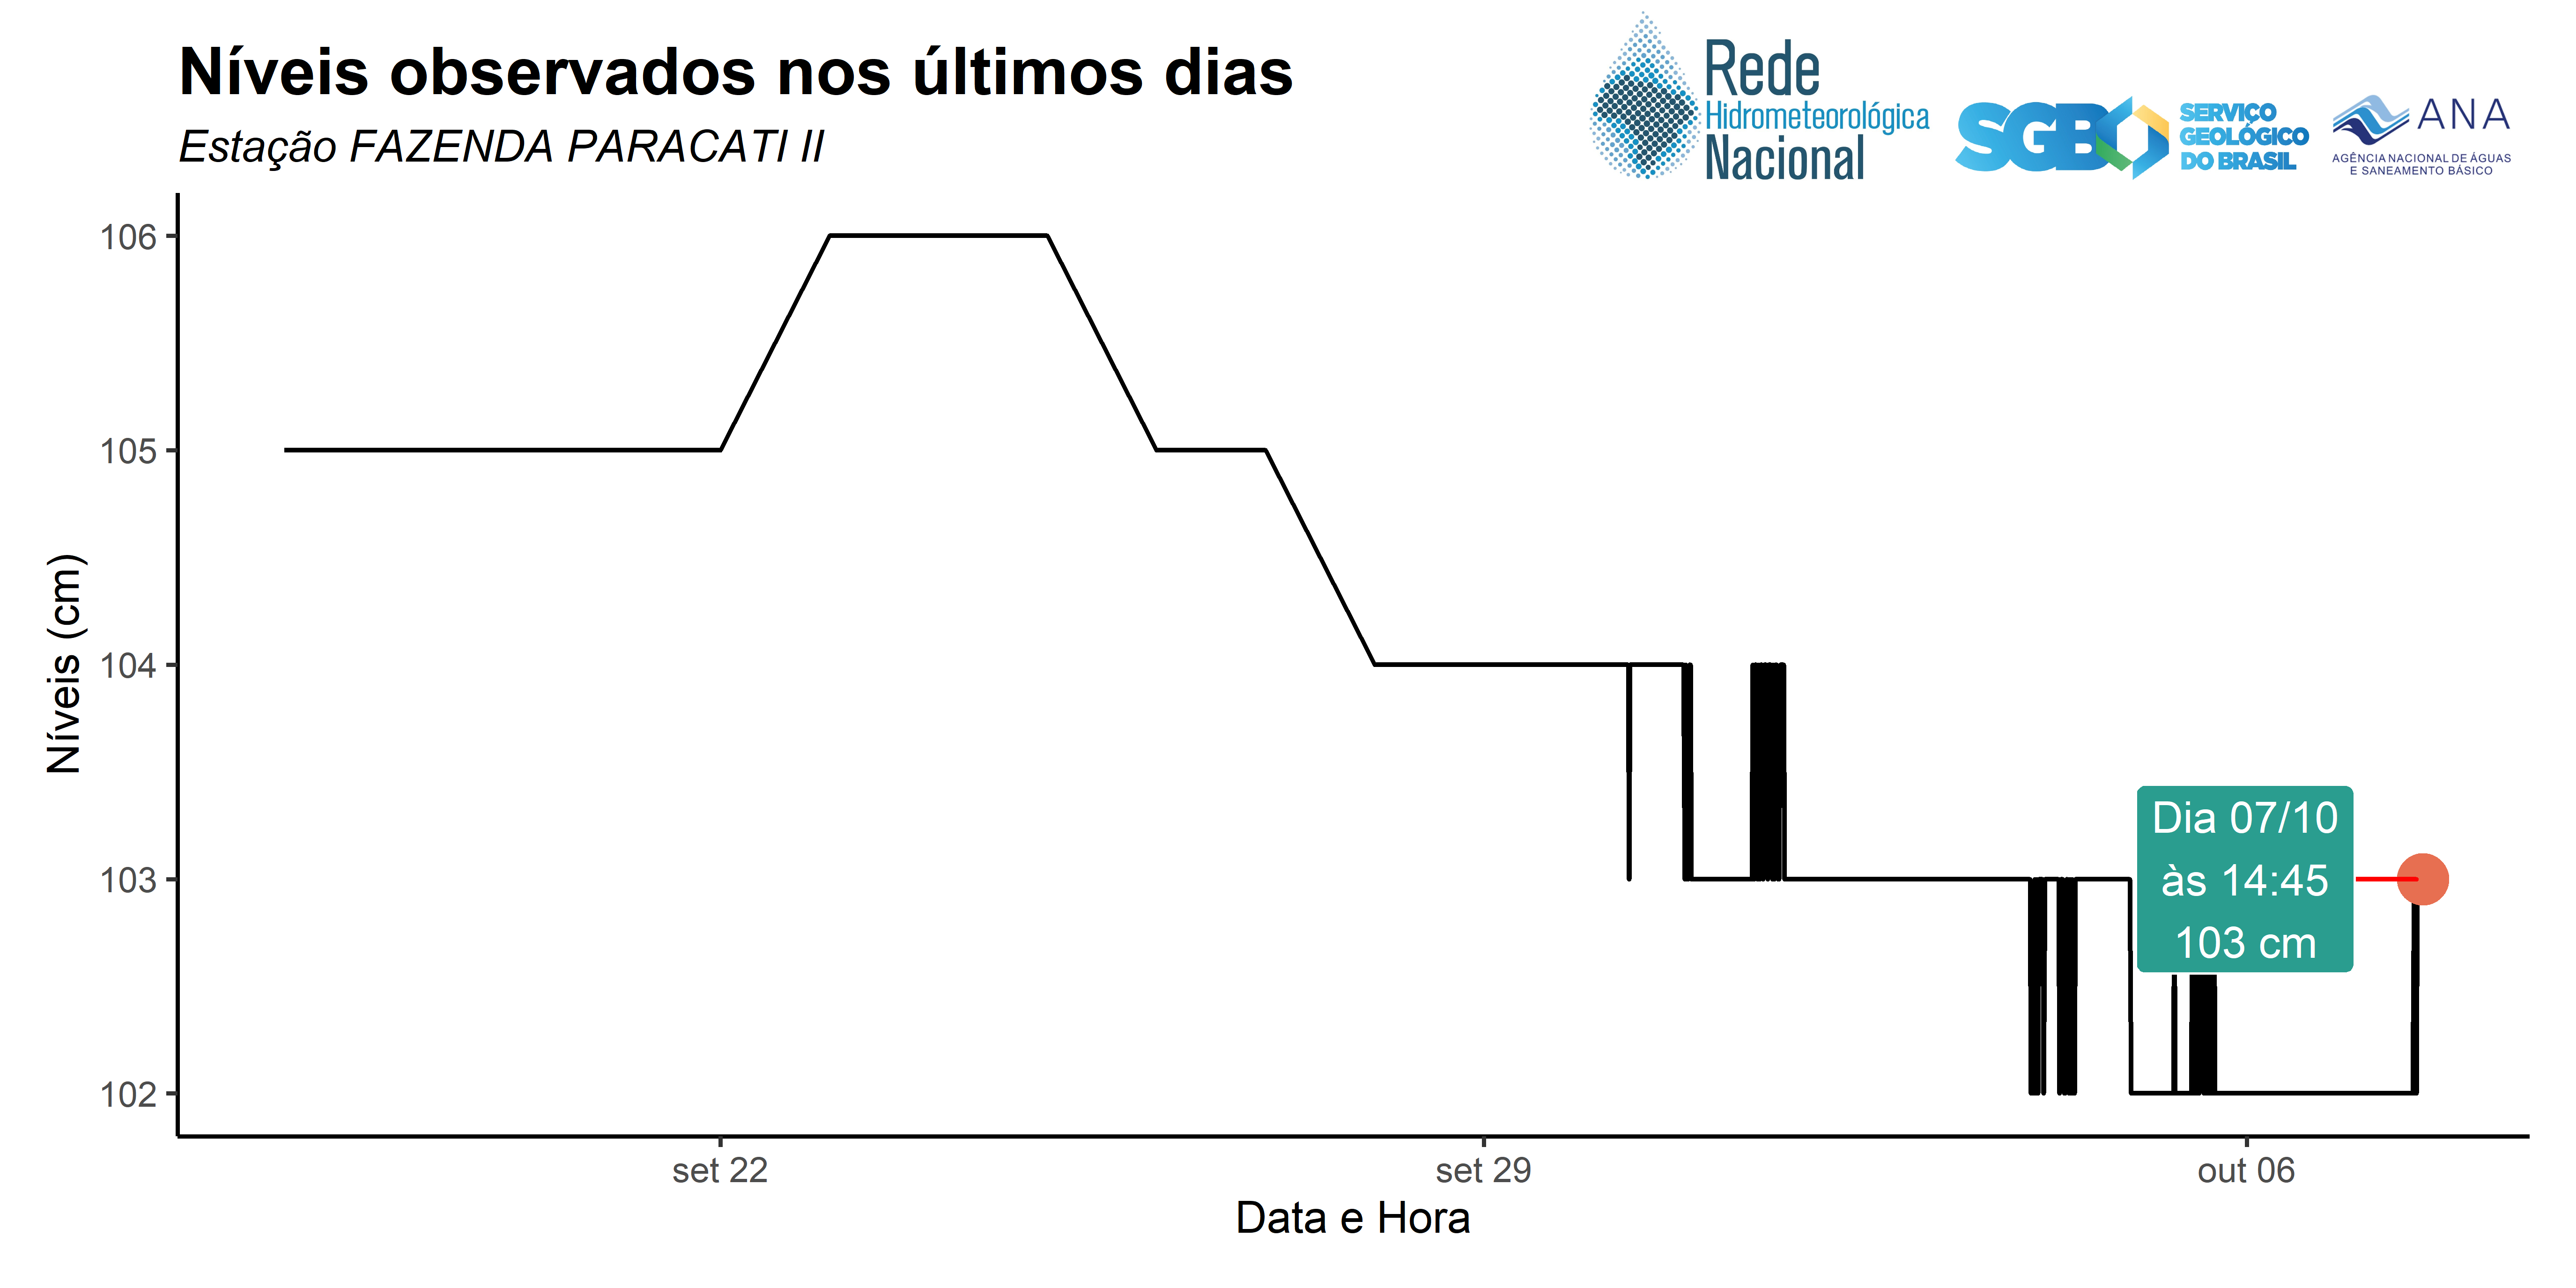 Níveis observados nos últimos dias
Estação FAZENDA PARACATI II
Rede
Hidrometeorológica
Nacional
SGB
SERVIÇO
GEOLÓGICO
DO BRASIL
ANA
AGÊNCIA NACIONAL DE ÁGUAS
E SANEAMENTO BÁSICO
Níveis (cm)
106
105
104
103
102
Dia 07/10
às 14:45
103 cm
set 22
set 29
out 06
Data e Hora